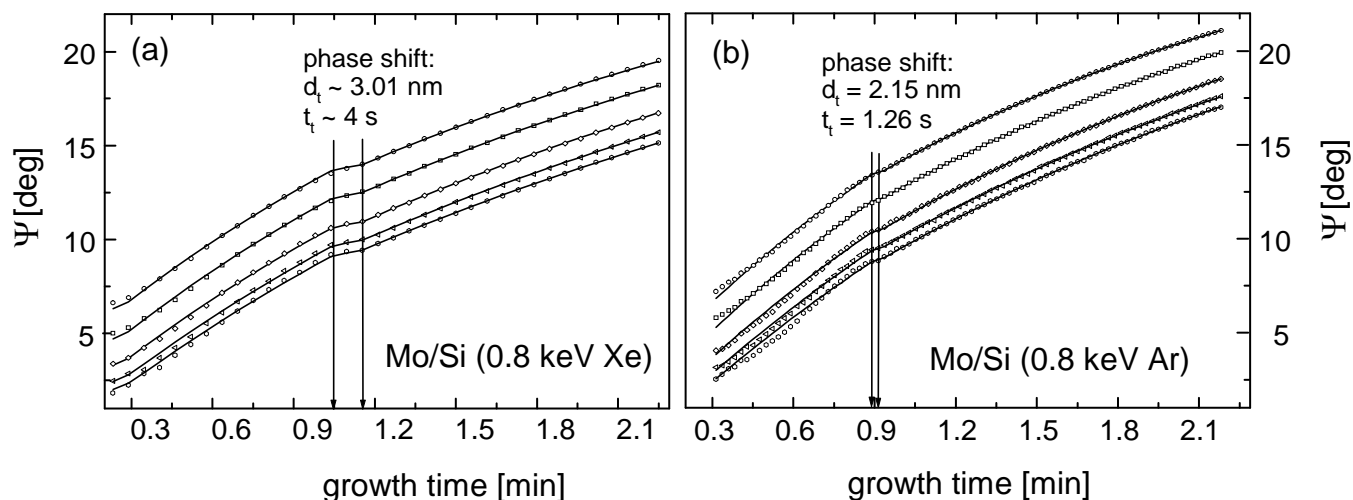 (a)
phase shift:
d_t ~ 3.01 nm
t_t ~ 4 s
Mo/Si (0.8 keV Xe)
Ψ [deg]
20
15
10
5
0.3 0.6 0.9 1.2 1.5 1.8 2.1
growth time [min]
(b)
phase shift:
d_t = 2.15 nm
t_t = 1.26 s
Mo/Si (0.8 keV Ar)
20
15
10
5
Ψ [deg]
0.3 0.6 0.9 1.2 1.5 1.8 2.1
growth time [min]